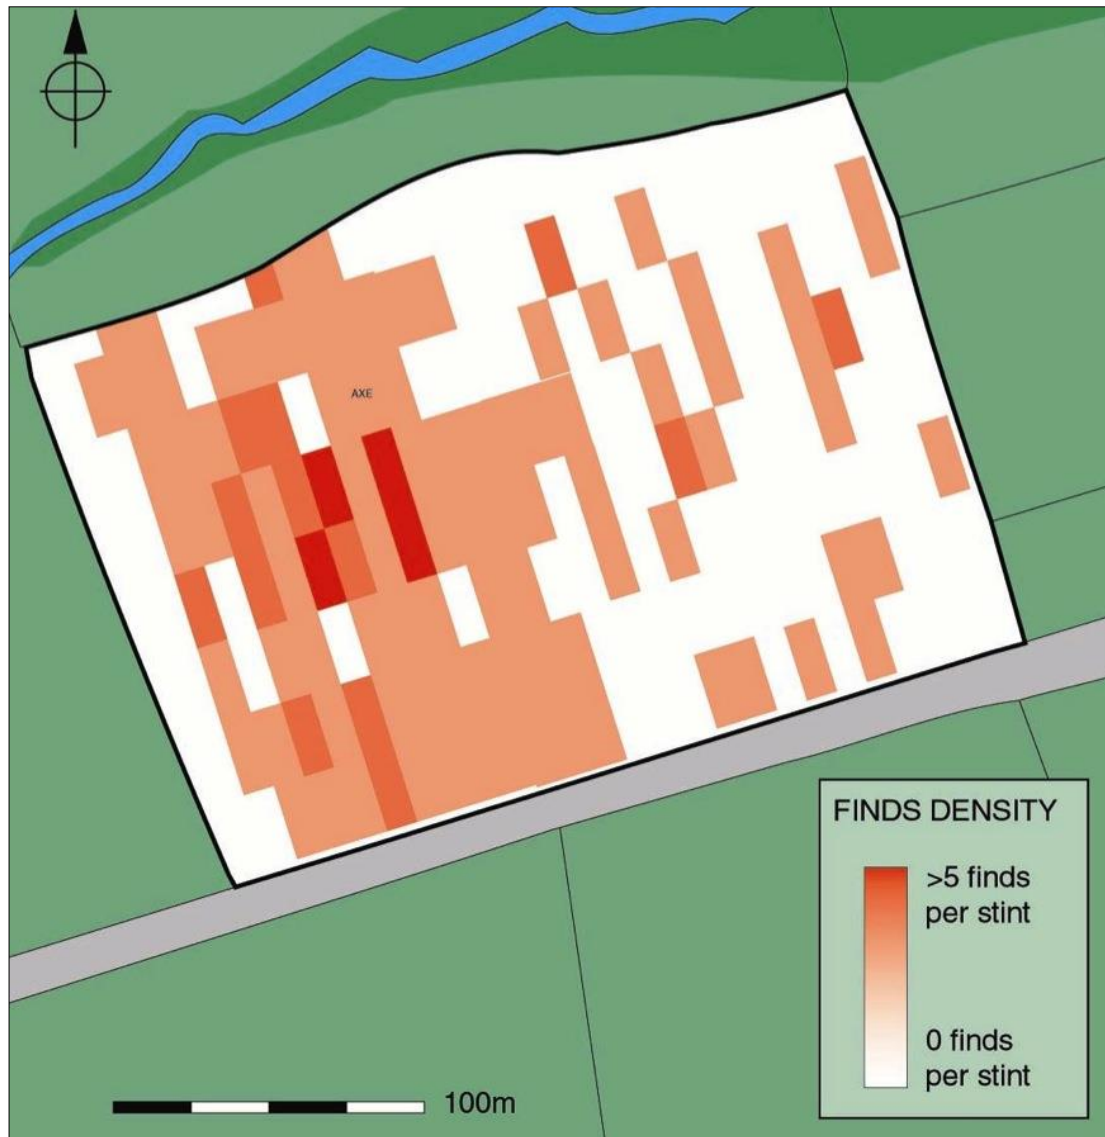 AXE
FINDS DENSITY
>5 finds
per stint
0 finds
per stint
100m